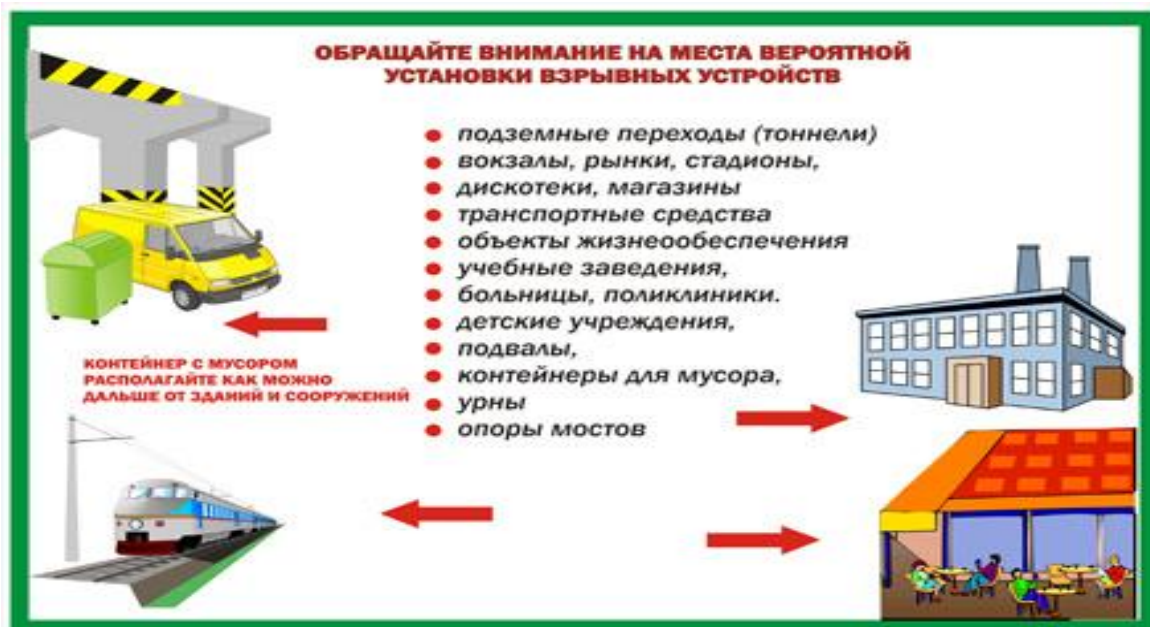 ОБРАЩАЙТЕ ВНИМАНИЕ НА МЕСТА ВЕРОЯТНОЙ
УСТАНОВКИ ВЗРЫВНЫХ УСТРОЙСТВ
подземные переходы (тоннели)
вокзалы, рынки, стадионы,
дискотеки, магазины
транспортные средства
объекты жизнеообеспечения
учебные заведения,
больницы, поликлиники.
детские учреждения,
подвалы,
контейнеры для мусора,
урны
опоры мостов
КОНТЕЙНЕР С МУСОРОМ
РАСПОЛАГАЙТЕ КАК МОЖНО
ДАЛЬШЕ ОТ ЗДАНИЙ И СООРУЖЕНИЙ